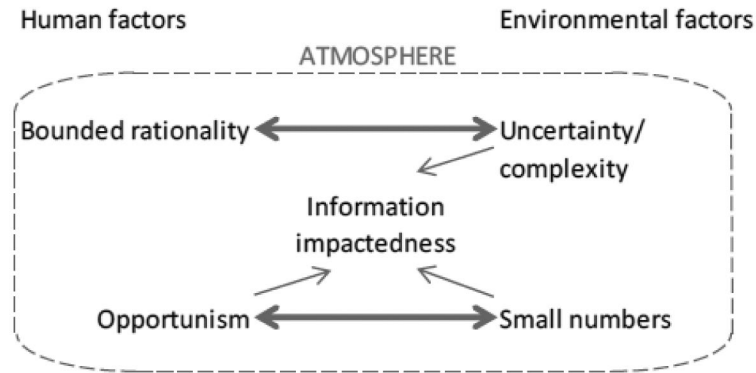 Human factors
Environmental factors
ATMOSPHERE
Bounded rationality
Uncertainty/
complexity
Information
impactedness
Opportunism
Small numbers